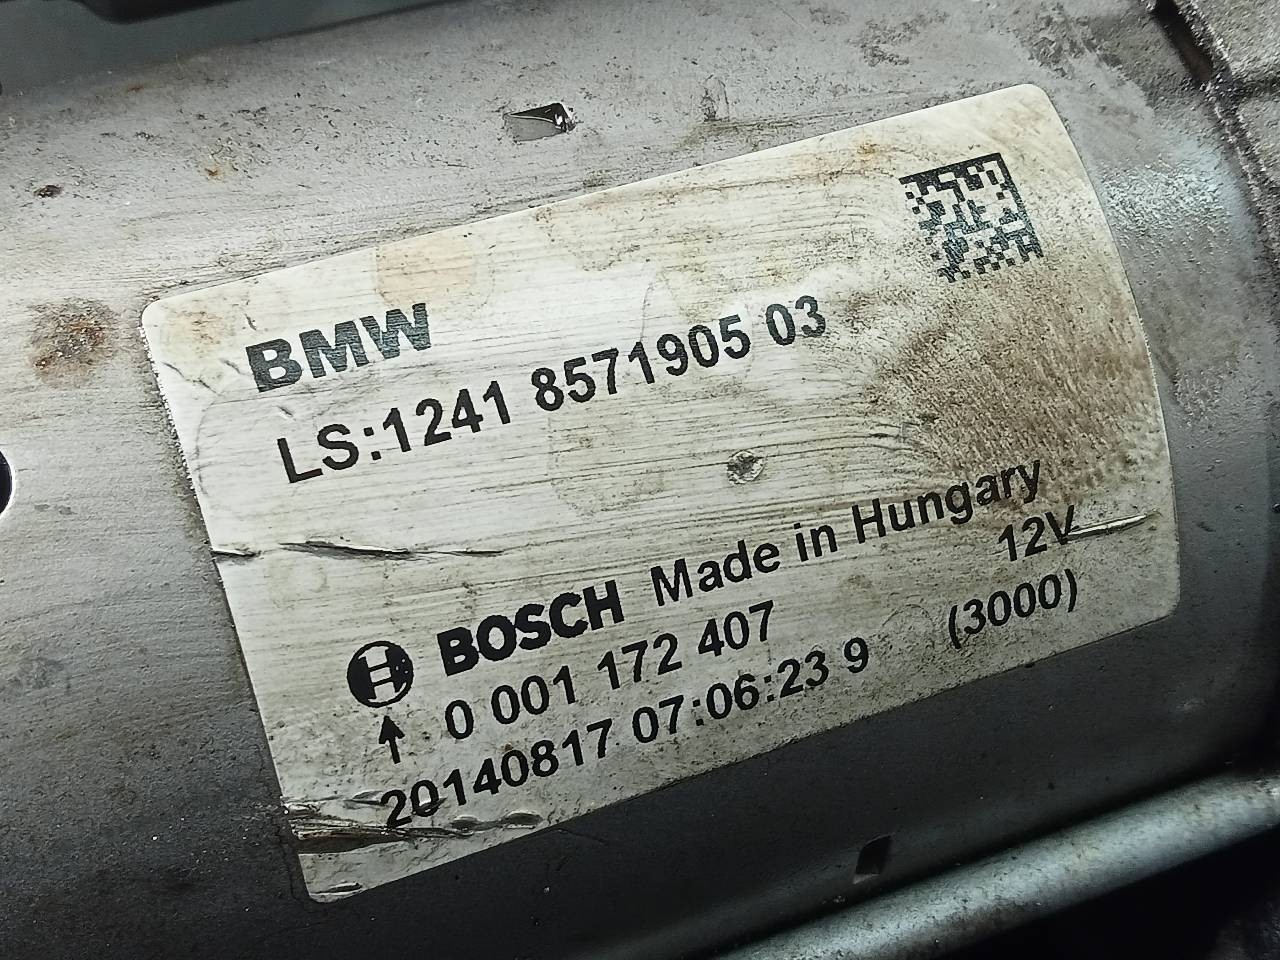 BMW
LS:1241 8571905 03
BOSCH Made in Hungary
12V
0 001 172 407
(3000)
20140817 07:06:23 9